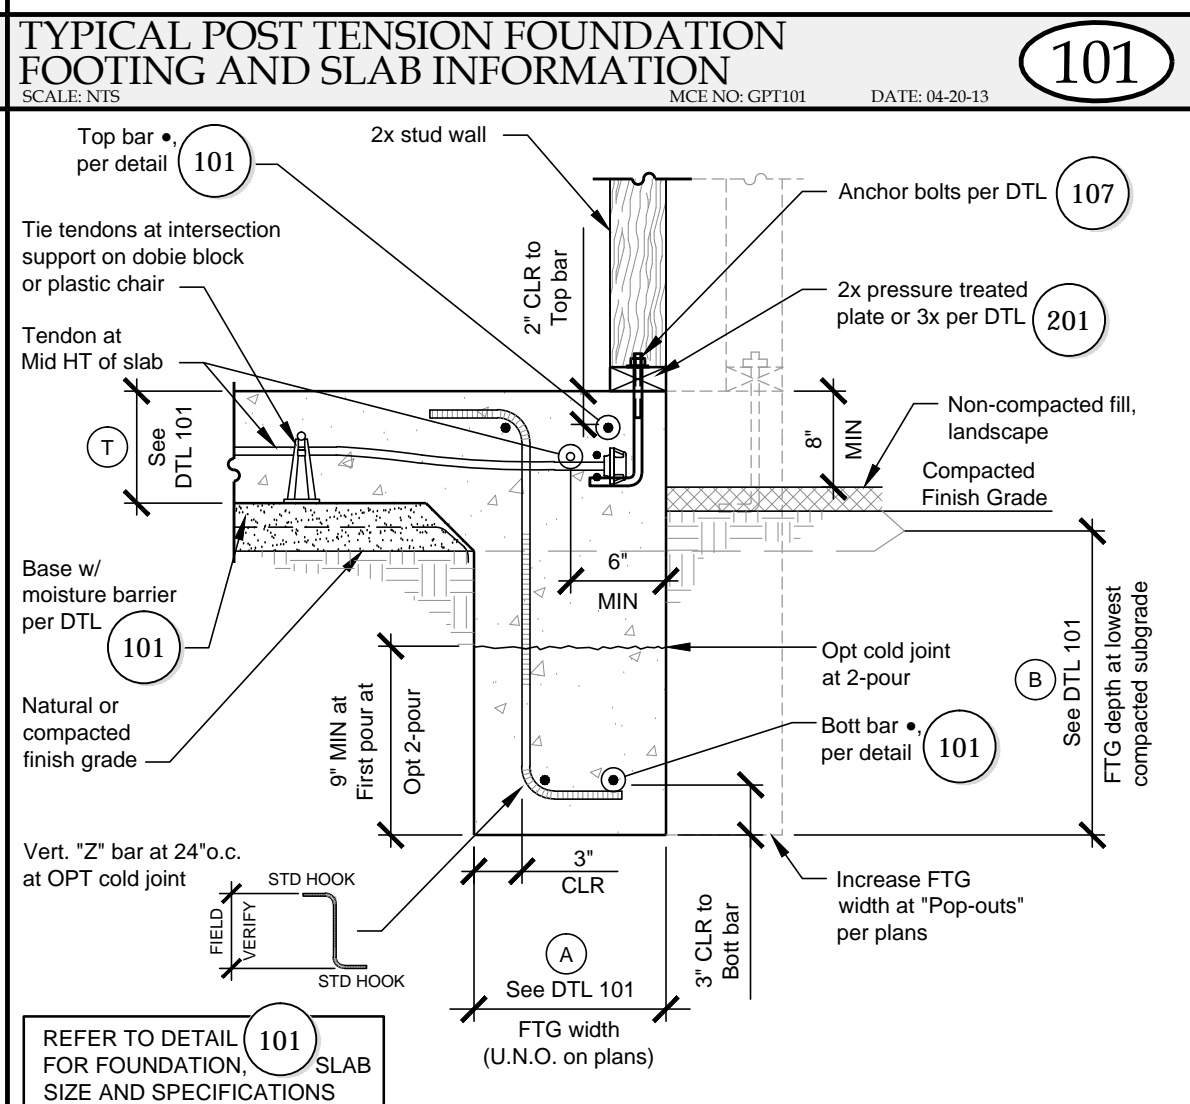 TYPICAL POST TENSION FOUNDATION
FOOTING AND SLAB INFORMATION
SCALE: NTS
MCE NO: GPT101
DATE: 04-20-13
101
Top bar •,
per detail
101
2x stud wall
Anchor bolts per DTL
107
Tie tendons at intersection
support on dobie block
or plastic chair
2" CLR to
Top bar
2x pressure treated
plate or 3x per DTL
201
Tendon at
Mid HT of slab
T
See
DTL 101
8"
MIN
Non-compacted fill,
landscape
Compacted
Finish Grade
Base w/
moisture barrier
per DTL
101
6"
MIN
Natural or
compacted
finish grade
9" MIN at
First pour at
Opt 2-pour
Opt cold joint
at 2-pour
Bott bar •,
per detail
101
B
See DTL 101
FTG depth at lowest
compacted subgrade
Vert. "Z" bar at 24"o.c.
at OPT cold joint
STD HOOK
FIELD
VERIFY
STD HOOK
3"
CLR
3" CLR to
Bott bar
Increase FTG
width at "Pop-outs"
per plans
A
See DTL 101
FTG width
(U.N.O. on plans)
REFER TO DETAIL
101
FOR FOUNDATION, SLAB
SIZE AND SPECIFICATIONS